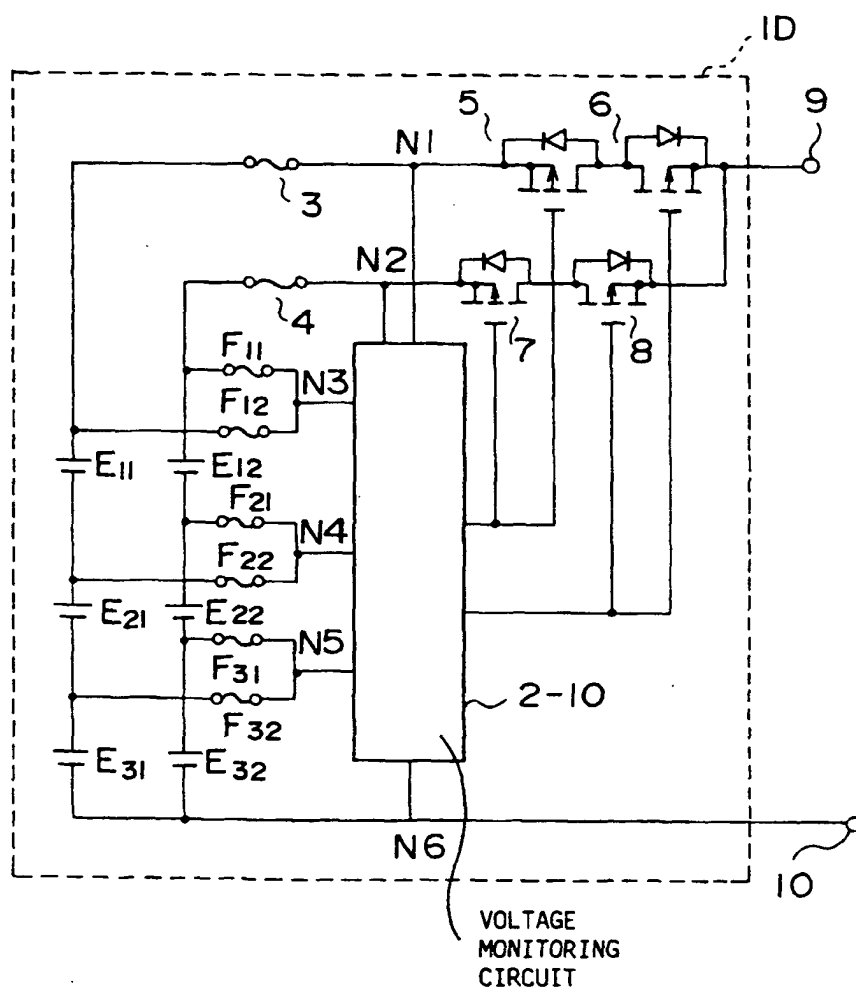 1D
5
6
9
N1
3
N2
4
7
8
F11
N3
F12
E11
E12
F21
N4
F22
E21
E22
N5
F31
F32
2-10
E31
E32
N6
10
VOLTAGE
MONITORING
CIRCUIT